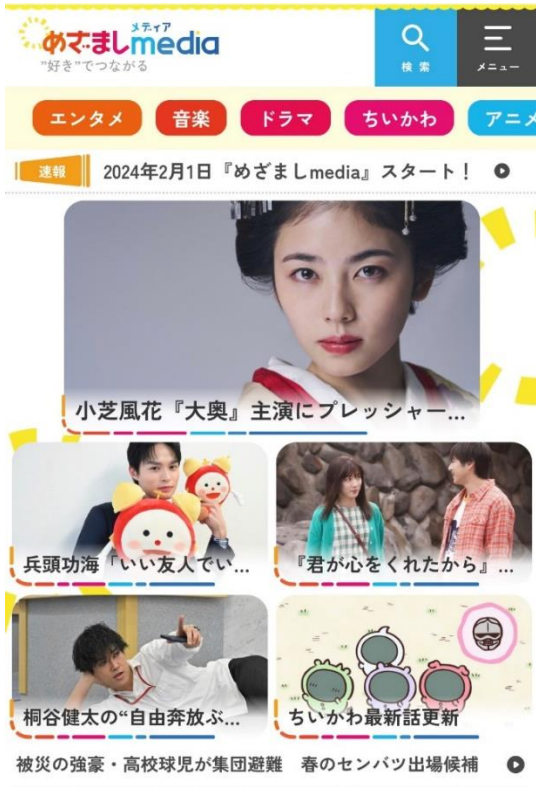 メディア
めざましmedia
"好き"でつながる
検索
メニュー
エンタメ
音楽
ドラマ
ちいかわ
アニメ
速報
2024年2月1日『めざましmedia』スタート！
小芝風花『大奥』主演にプレッシャー...
兵頭功海「いい友人でい...
『君が心をくれたから』...
桐谷健太の“自由奔放ぶ...
ちいかわ最新話更新
被災の強豪・高校球児が集団避難　春のセンバツ出場候補